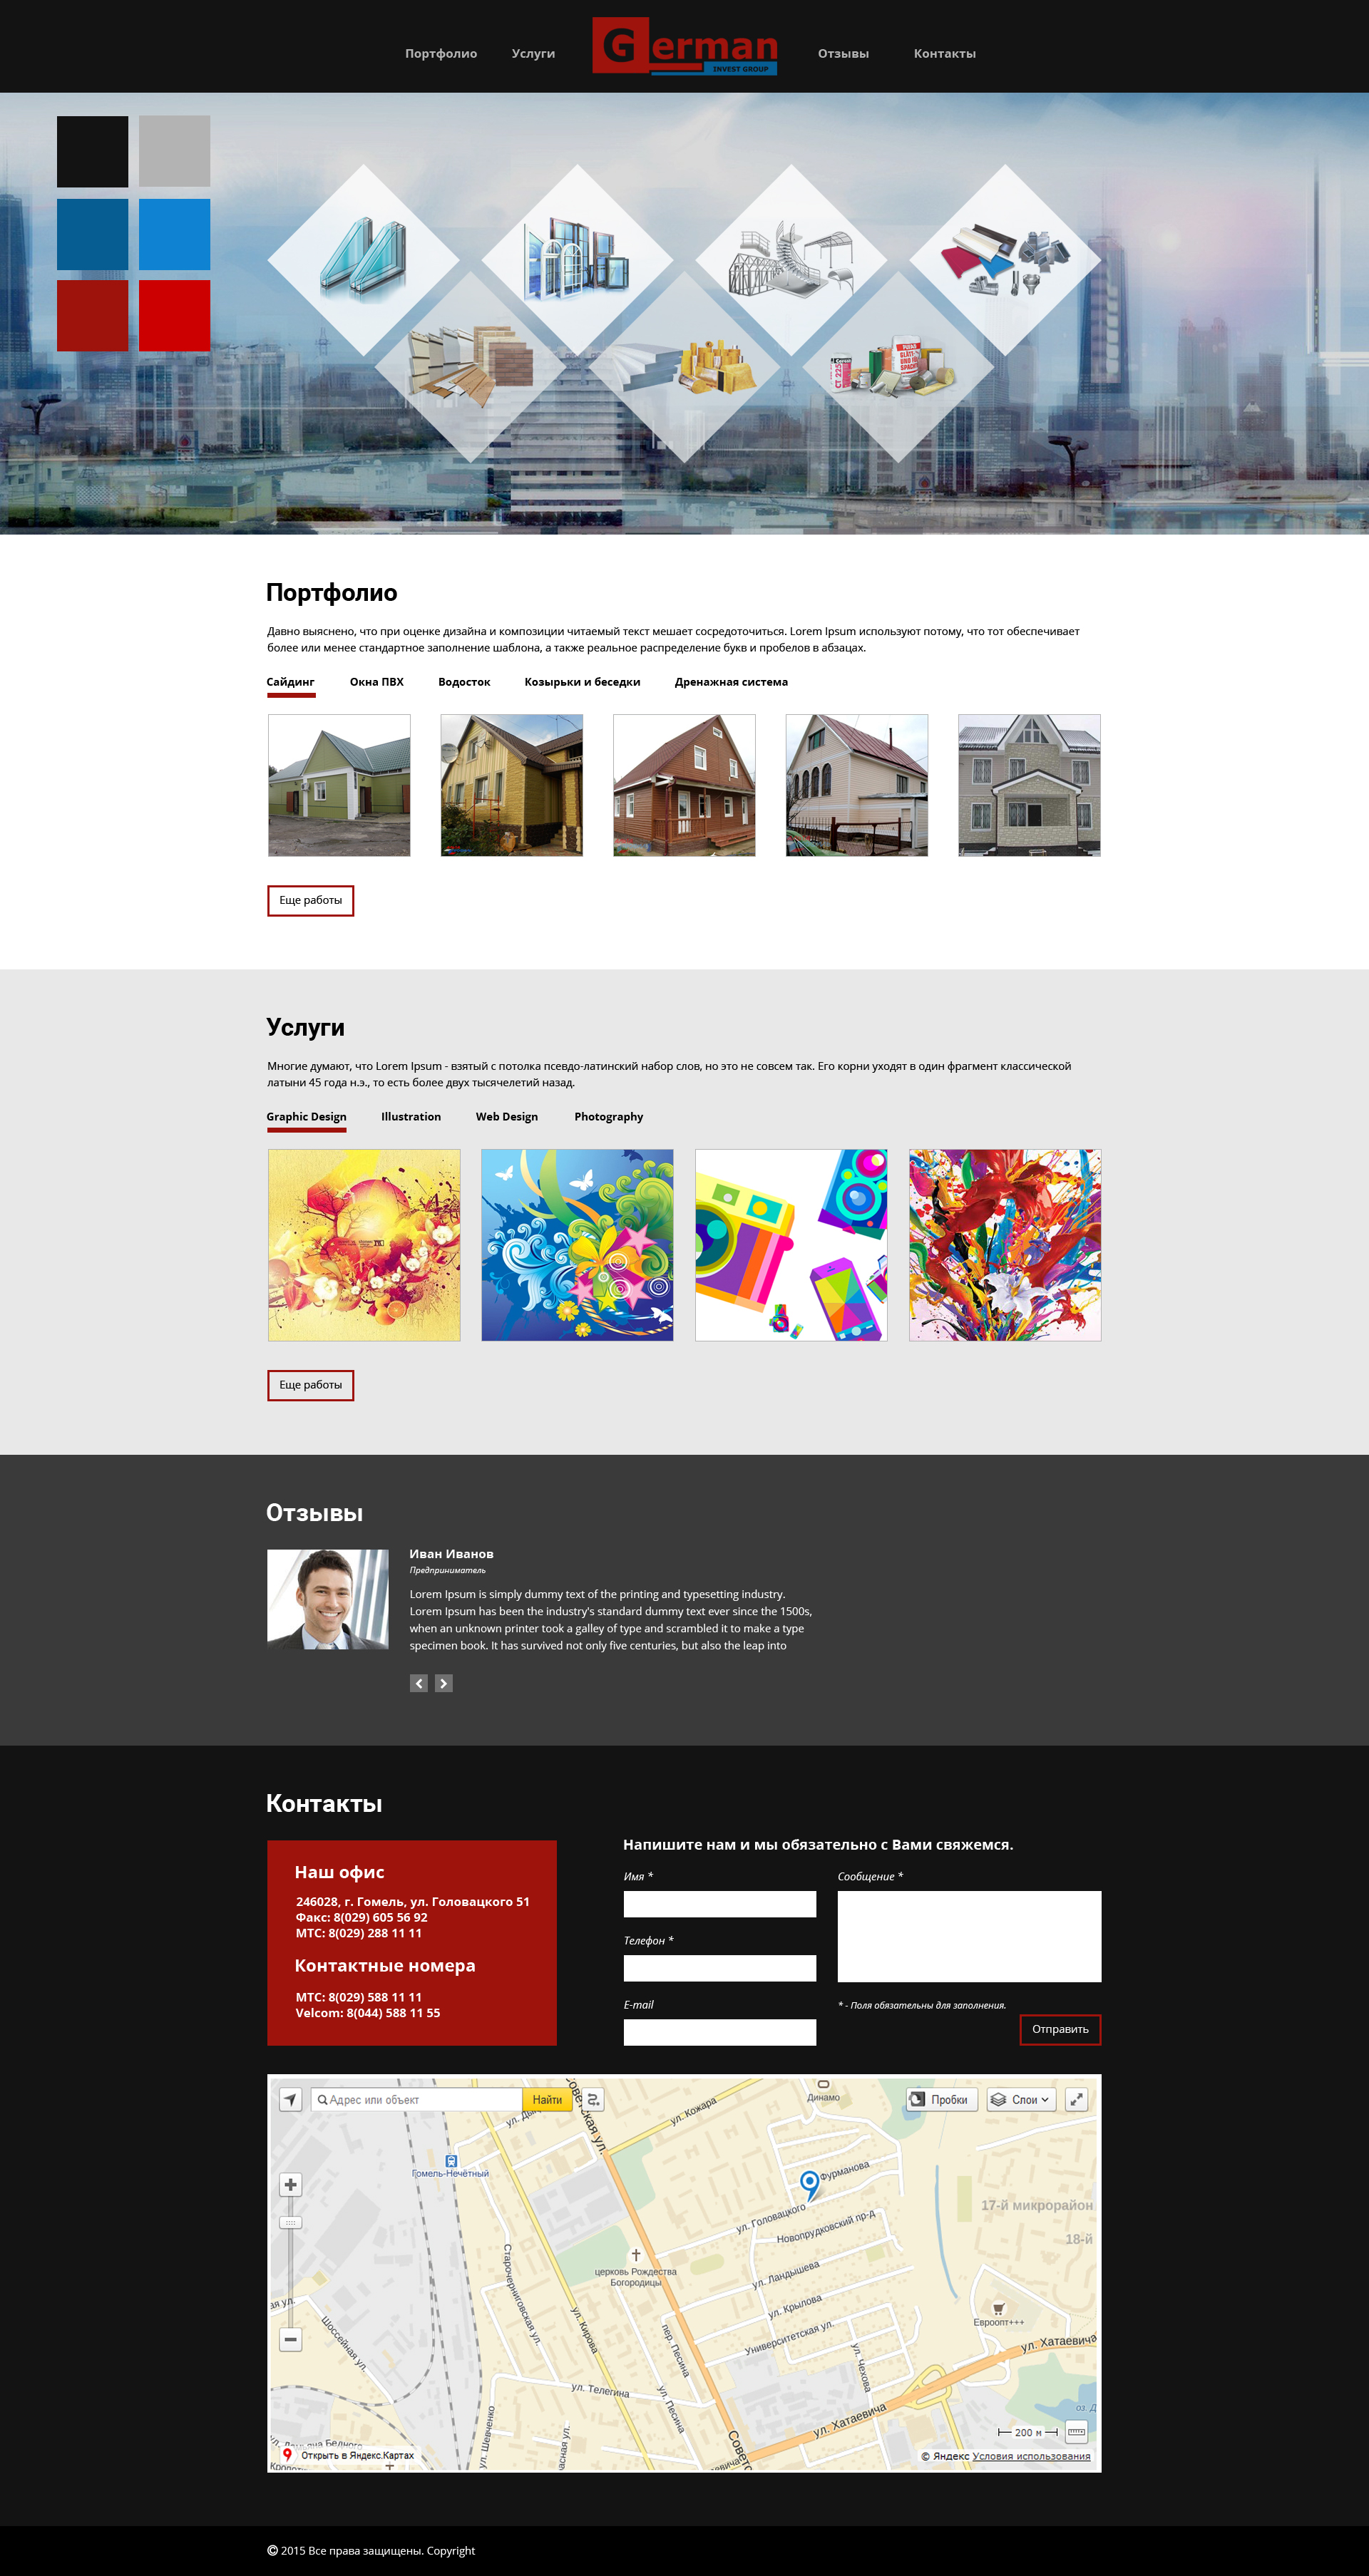 Портфолио
Услуги
German
INVEST GROUP
Отзывы
Контакты
CT 225
PUFAS
GLÄTT-
UND FÜLL-
SPACHTEL
Портфолио
Давно выяснено, что при оценке дизайна и композиции читаемый текст мешает сосредоточиться. Lorem Ipsum используют потому, что тот обеспечивает
более или менее стандартное заполнение шаблона, а также реальное распределение букв и пробелов в абзацах.
Сайдинг
Окна ПВХ
Водосток
Козырьки и беседки
Дренажная система
Еще работы
Услуги
Многие думают, что Lorem Ipsum - взятый с потолка псевдо-латинский набор слов, но это не совсем так. Его корни уходят в один фрагмент классической
латыни 45 года н.э., то есть более двух тысячелетий назад.
Graphic Design
Illustration
Web Design
Photography
Еще работы
Отзывы
Иван Иванов
Предприниматель
Lorem Ipsum is simply dummy text of the printing and typesetting industry.
Lorem Ipsum has been the industry's standard dummy text ever since the 1500s,
when an unknown printer took a galley of type and scrambled it to make a type
specimen book. It has survived not only five centuries, but also the leap into
Контакты
Наш офис
246028, г. Гомель, ул. Головацкого 51
Факс: 8(029) 605 56 92
МТС: 8(029) 288 11 11
Контактные номера
МТС: 8(029) 588 11 11
Velcom: 8(044) 588 11 55
Напишите нам и мы обязательно с Вами свяжемся.
Имя *
Сообщение *
Телефон *
E-mail
* - Поля обязательны для заполнения.
Отправить
Адрес или объект
Найти
Пробки
Слои
Динамо
ул. Кожара
Гомель-Нечётный
Фурманова
17-й микрорайон
ул. Головацкого
Новопрудковский пр-д
18-й
церковь Рождества
Богородицы
Старочерниговская ул.
ул. Ландышева
ул. Крылова
Евроопт+++
Шоссейная ул.
ул. Кирова
пер. Песина
Университетская ул.
ул. Хатаевича
ул. Чехова
ул. Телегина
ул. Песина
ул. Шевченко
ул. Хатаевича
200 м
Открыть в Яндекс.Картах
© Яндекс Условия использования
© 2015 Все права защищены. Copyright